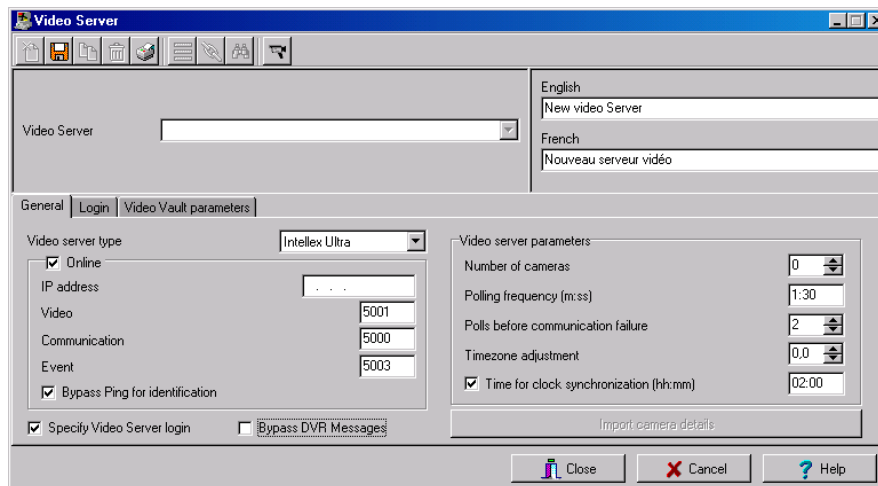 Video Server
English
New video Server
Video Server
French
Nouveau serveur vidéo
General Login Video Vault parameters
Video server type Intellex Ultra
Online
IP address . . .
Video 5001
Communication 5000
Event 5003
Bypass Ping for identification
Specify Video Server login Bypass DVR Messages
Video server parameters
Number of cameras 0
Polling frequency (m:ss) 1:30
Polls before communication failure 2
Timezone adjustment 0,0
Time for clock synchronization (hh:mm) 02:00
Import camera details
Close Cancel Help